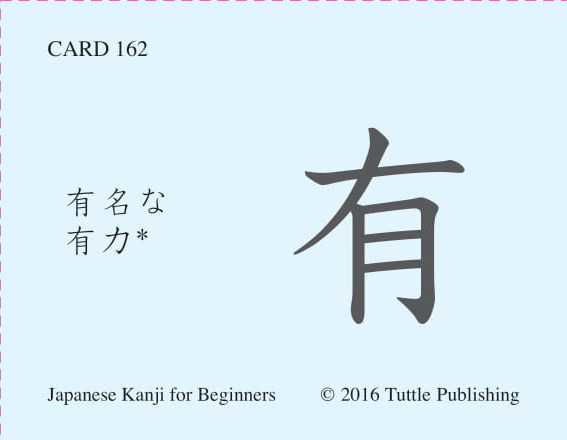 CARD 162
有名な
有力*
有
Japanese Kanji for Beginners © 2016 Tuttle Publishing